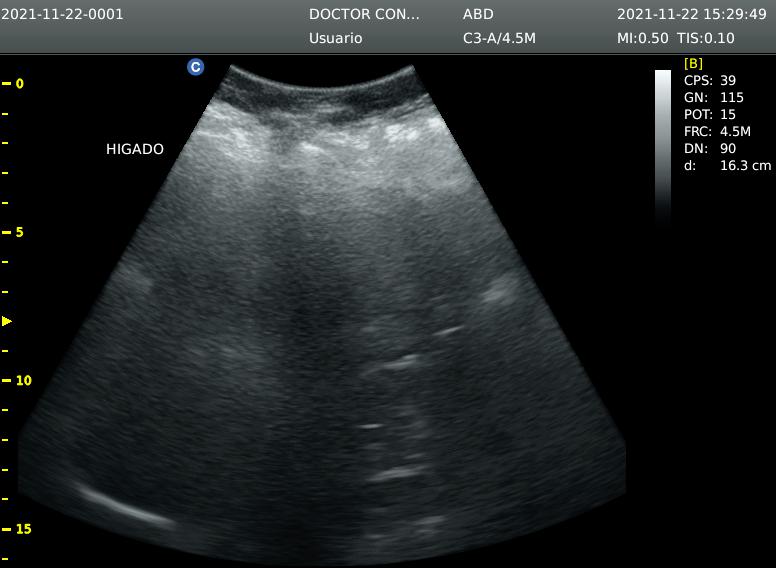 2021-11-22-0001 DOCTOR CON... ABD 2021-11-22 15:29:49
Usuario C3-A/4.5M MI:0.50 TIS:0.10
C
[B]
CPS: 39
GN: 115
POT: 15
FRC: 4.5M
DN: 90
d: 16.3 cm
HIGADO
0
5
10
15